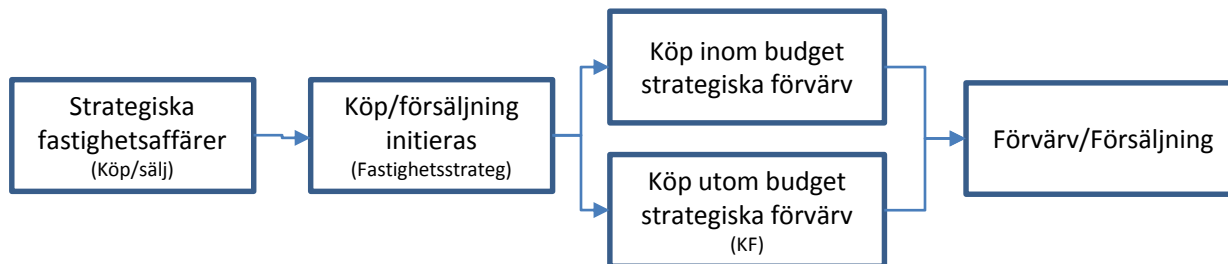 Strategiska
fastighetsaffärer
(Köp/sälj)
Köp/försäljning
initieras
(Fastighetsstrateg)
Köp inom budget
strategiska förvärv
Köp utom budget
strategiska förvärv
(KF)
Förvärv/Försäljning